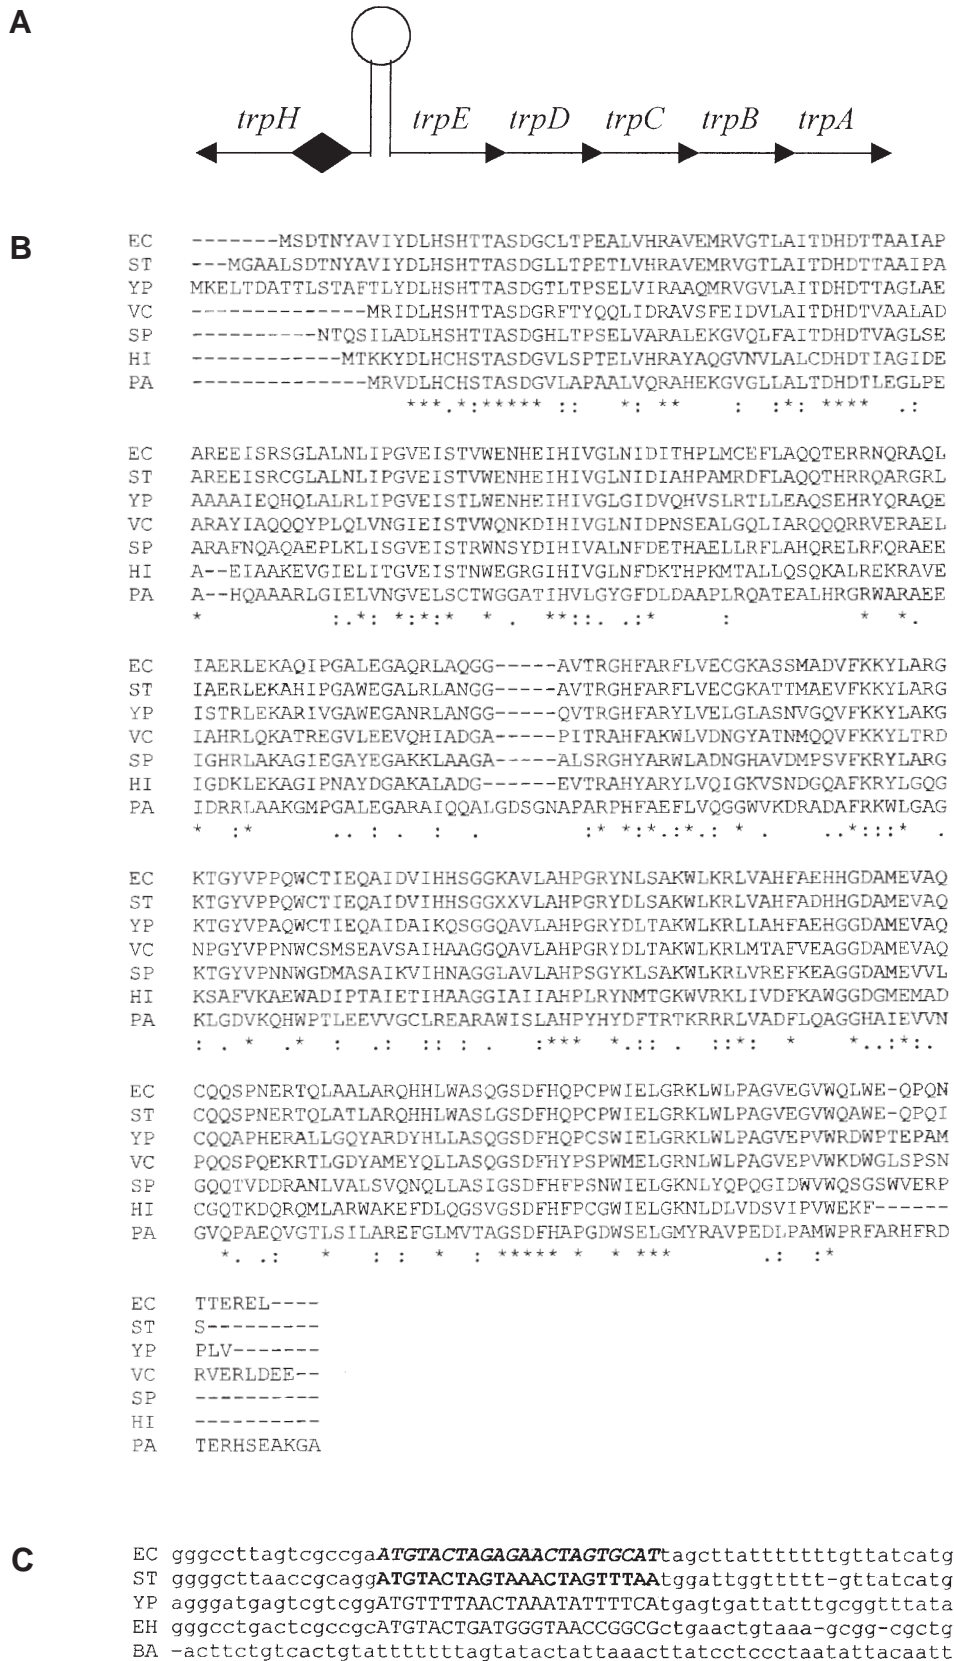 A
trpH trpE trpD trpC trpB trpA
B
EC -------MSDTNYAVIYDLHSHTTASDGCLTPEALVHRAVEMRVGTLAITDHDTTAAIAP
ST ---MGAALSDTNYAVIYDLHSHTTASDGLLTPETLVHRAVEMRVGTLAITDHDTTAAIPA
YP MKELTDATTLSTAFTLYDLHSHTTASDGTLTPSELVIRAAQMRVGVLAITDHDTTAGLAE
VC --------------MRIDLHSHTTASDGRFTYQQLIDRAVSFEIDVLAITDHDTVAALAD
SP ----------NTQSILADLHSHTTASDGHLTPSELVARALEKGVQLFAITDHDTVAGLSE
HI ------------MTKKYDLHCHSTASDGVLSPTELVHRAYAQGVNVLALCDHDTIAGIDE
PA --------------MRVDLHCHSTASDGVLAPAALVQRAHEKGVGLLALTDHDTLEGLPE
***.*:***** :: *: ** : :*: **** .:
EC AREEISRSGLALNLIPGVEISTVWENHEIHIVGLNIDITHPLMCEFLAQQTERRNQRAQL
ST AREEISRCGLALNLIPGVEISTVWENHEIHIVGLNIDIAHPAMRDFLAQQTHRRQARGRL
YP AAAAIEQHQLALRLIPGVEISTLWENHEIHIVGLGIDVQHVSLRTLLEAQSEHRYQRAQE
VC ARAYIAQQQYPLQLVNGIEISTVWQNKDIHIVGLNIDPNSEALGQLIARQQQRRVERAEL
SP ARAFNQAQAEPLKLISGVEISTRWNSYDIHIVALNFDETHAELLRFLAHQRELRFQRAEE
HI A--EIAAKEVGIELITGVEISTNWEGRGIHIVGLNFDKTHPKMTALLQSQKALREKRAVE
PA A--HQAAARLGIELVNGVELSCTWGGATIHVLGYGFDLDAAPLRQATEALHRGRWARAEE
* :.*: *:*:* * . **::. .:* : * *.
EC IAERLEKAQIPGALEGAQRLAQGG-----AVTRGHFARFLVECGKASSMADVFKKYLARG
ST IAERLEKAHIPGAWEGALRLANGG-----AVTRGHFARFLVECGKATTMAEVFKKYLARG
YP ISTRLEKARIVGAWEGANRLANGG-----QVTRGHFARYLVELGLASNVGQVFKKYLAKG
VC IAHRLQKATREGVLEEVQHIADGA-----PITRAHFAKWLVDNGYATNMQQVFKKYLTRD
SP IGHRLAKAGIEGAYEGAKKLAAGA-----ALSRGHYARWLADNGHAVDMPSVFKRYLARG
HI IGDKLEKAGIPNAYDGAKALADG------EVTRAHYARYLVQIGKVSNDGQAFKRYLGQG
PA IDRRLAAKGMPGALEGARAIQQALGDSGNAPARPHFAEFLVQGGWVKDRADAFRKWLGAG
* :* .. : . : . :* *:*.:*.: * . ..*:::* .
EC KTGYVPPQWCTIEQAIDVIHHSGGKAVLAHPGRYNLSAKWLKRLVAHFAEHHGDAMEVAQ
ST KTGYVPPQWCTIEQAIDVIHHSGGXXVLAHPGRYDLSAKWLKRLVAHFADHHGDAMEVAQ
YP KTGYVPAQWCTIEQAIDAIKQSGGQAVLAHPGRYDLTAKWLKRLLAHFAEHGGDAMEVAQ
VC NPGYVPPNWCSMSEAVSAIHAAGGQAVLAHPGRYDLTAKWLKRLMTAFVEAGGDAMEVAQ
SP KTGYVPNNWGDMASAIKVIHNAGGLAVLAHPSGYKLSAKWLKRLVREFKEAGGDAMEVVL
HI KSAFVKAEWADIPTAIETIHAAGGIAIIAHPLRYNMTGKWVRKLIVDFKAWGGDGMEMAD
PA KLGDVKQHWPTLEEVVGCLREARAWISLAHPYHYDFTRTKRRRLVADFLQAGGHAIEVVN
: . * .* : .: :: : . :*** *.:: . ::*: * *..:*:.
EC CQQSPNERTQLAALARQHHLWASQGSDFHQPCPWIELGRKLWLPAGVEGVWQLWE-QPQN
ST CQQSPNERTQLATLARQHHLWASLGSDFHQPCPWIELGRKLWLPAGVEGVWQAWE-QPQI
YP CQQAPHERALLGQYARDYHLLASQGSDFHQPCSWIELGRKLWLPAGVEPVWRDWPTEPAM
VC PQQSPQEKRTLGDYAMEYQLLASQGSDFHYPSPWMELGRNLWLPAGVEPVWKDWGLSPSN
SP GQQTVDDRANLVALSVQNQLLASIGSDFHFPSNWIELGKNLYQPQGIDWVWQSGSWVERP
HI CGQTKDQRQMLARWAKEFDLQGSVGSDFHFPCGWIELGKNLDLVDSVIPVWEKF------
PA GVQPAEQVGTLSILAREFGLMVTAGSDFHAPGDWSELGMYRAVPEDLPAMWPRFARHFRD
*. .: * : : * : ***** * * *** .: :*
EC TTEREL----
ST S---------
YP PLV-------
VC RVERLDEE--
SP ----------
HI ----------
PA TERHSEAKGA
C
EC gggccttagtcgccgaATGTACTAGAGAACTAGTGCATtagcttatttttttgttatcatg
ST ggggcttaaccgcaggATGTACTAGTAAACTAGTTTAAtggattggttttt-gttatcatg
YP agggatgagtcgtcggATGTTTTAACTAAATATTTTCAtgagtgattatttgcggtttata
EH gggcctgactcgccgcATGTACTGATGGGTAACCGGCGctgaactgtaaa-gcgg-cgctg
BA -acttctgtcactgtatttttttagtatactattaaacttatcctccctaatattacaatt